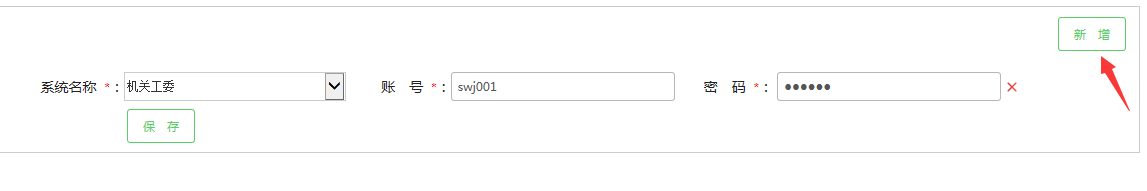 新 增
系统名称 *： 机关工委 账 号 *： swj001 密 码 *： ●●●●●● ×
保 存